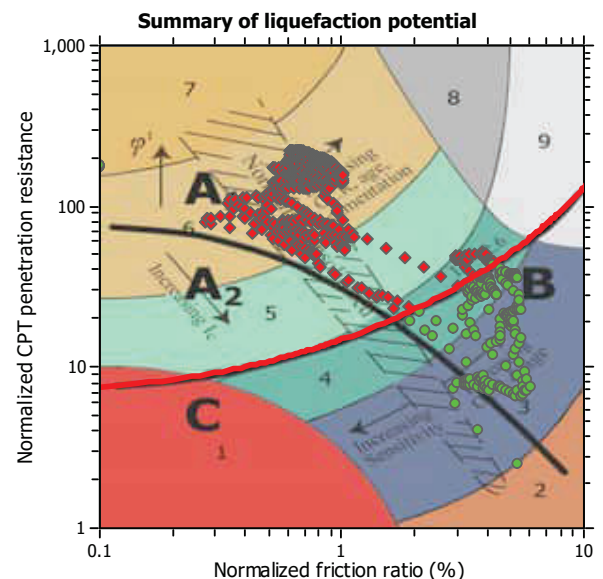 Summary of liquefaction potential
Normalized CPT penetration resistance
1,000
100
10
1
7
8
9
φ'
A
6
A2
Increasing Ic
5
B
4
C
1
Increasing
Sensitivity
3
2
0.1
1
10
Normalized friction ratio (%)